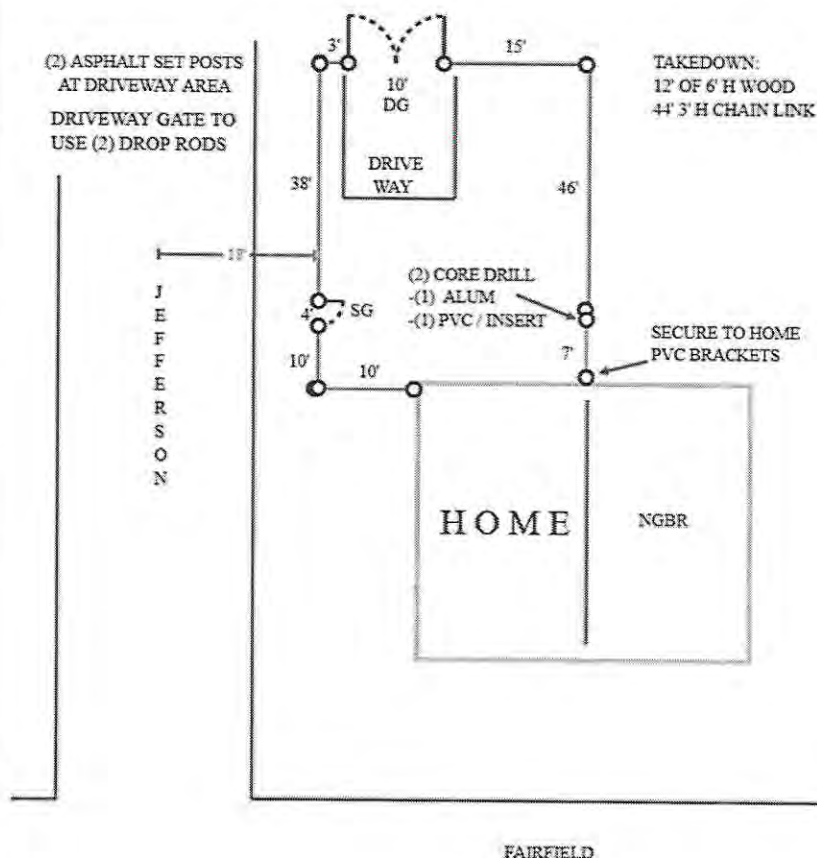 (2) ASPHALT SET POSTS
AT DRIVEWAY AREA
DRIVEWAY GATE TO
USE (2) DROP RODS
3'
15'
10'
DG
TAKEDOWN:
12' OF 6' H WOOD
44' 3' H CHAIN LINK
DRIVE
WAY
38'
46'
JEFFERSON
(2) CORE DRILL
-(1) ALUM
-(1) PVC / INSERT
4'
SG
SECURE TO HOME
PVC BRACKETS
7'
10'
10'
HOME
NGBR
FAIRFIELD